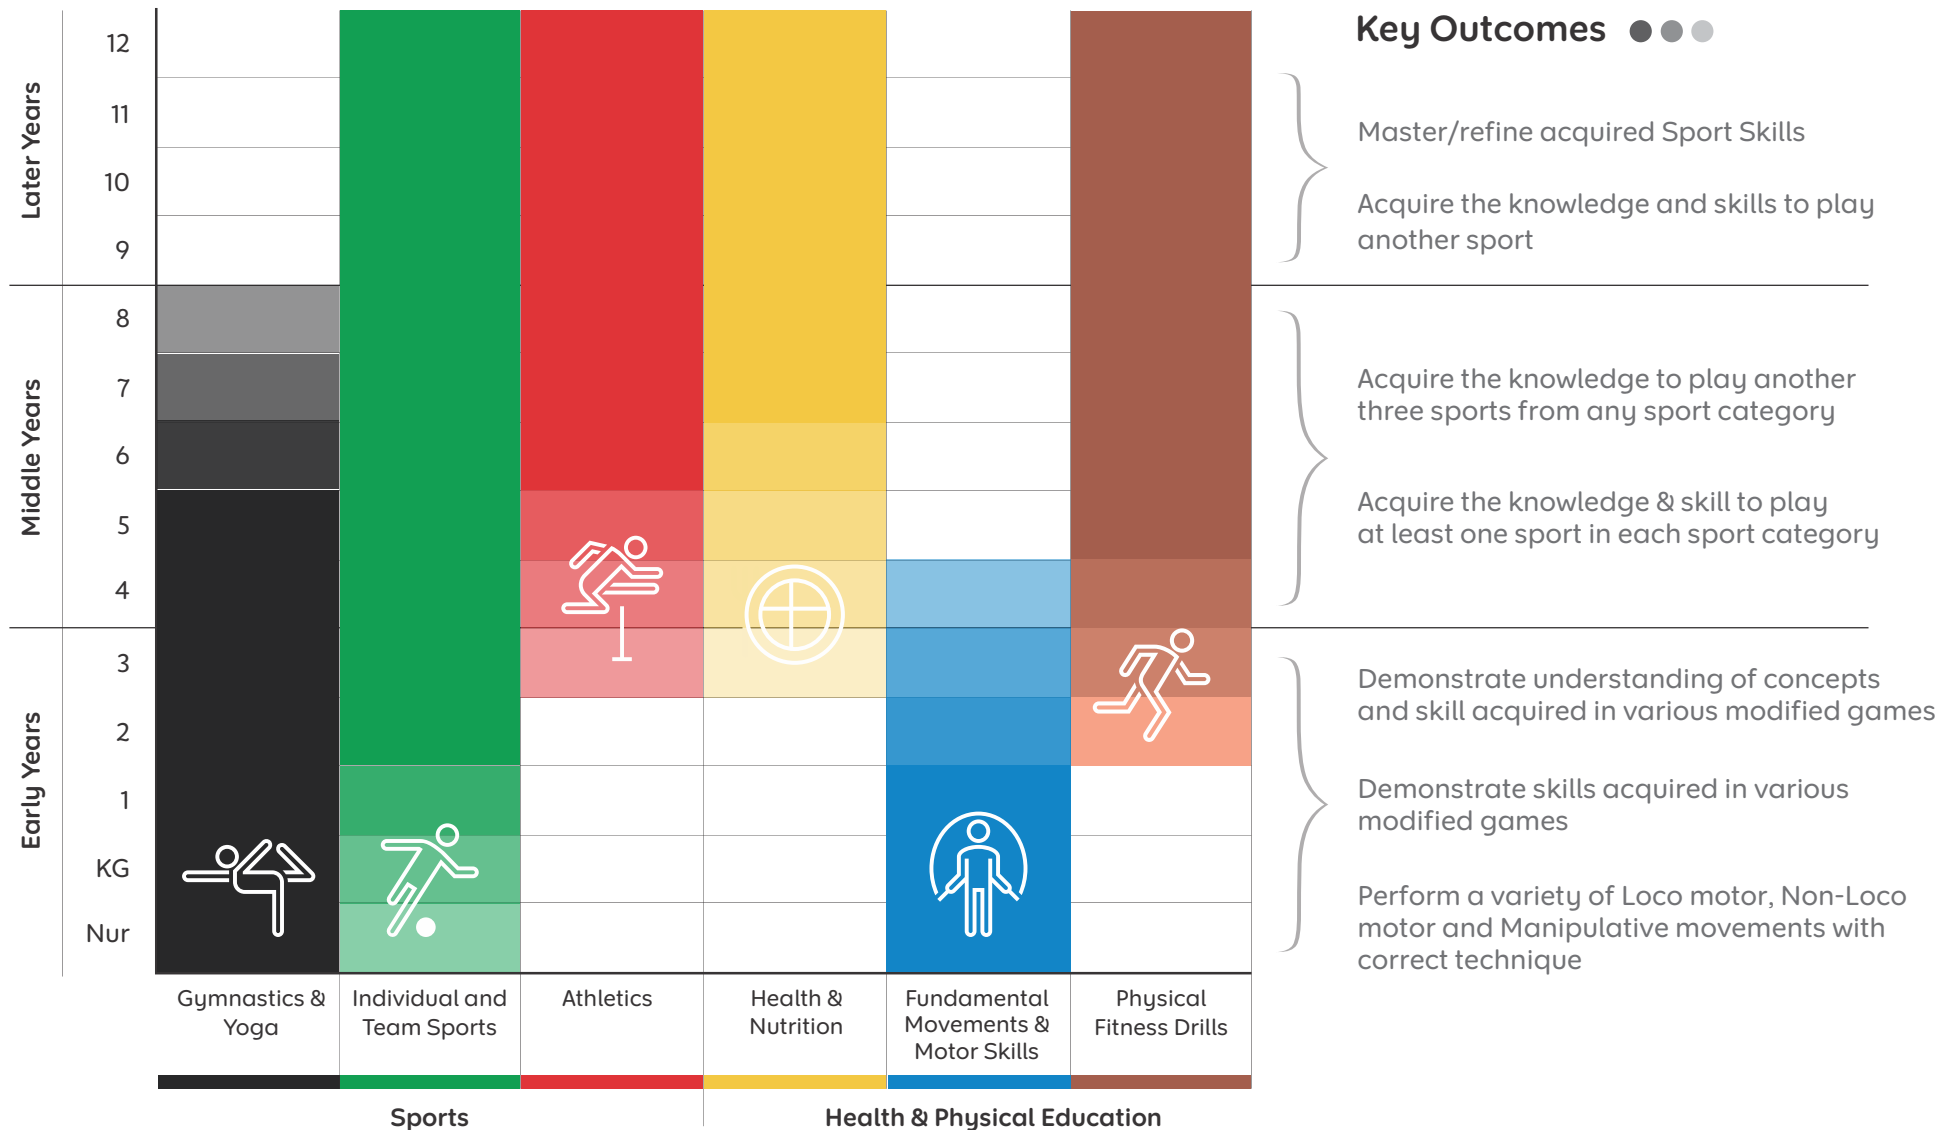 Key Outcomes
Later Years
12
11
10
9
Master/refine acquired Sport Skills
Acquire the knowledge and skills to play
another sport
Middle Years
8
7
6
5
4
Acquire the knowledge to play another
three sports from any sport category
Acquire the knowledge & skill to play
at least one sport in each sport category
Early Years
3
2
1
KG
Nur
Demonstrate understanding of concepts
and skill acquired in various modified games
Demonstrate skills acquired in various
modified games
Perform a variety of Loco motor, Non-Loco
motor and Manipulative movements with
correct technique
Gymnastics &
Yoga
Individual and
Team Sports
Athletics
Health &
Nutrition
Fundamental
Movements &
Motor Skills
Physical
Fitness Drills
Sports
Health & Physical Education